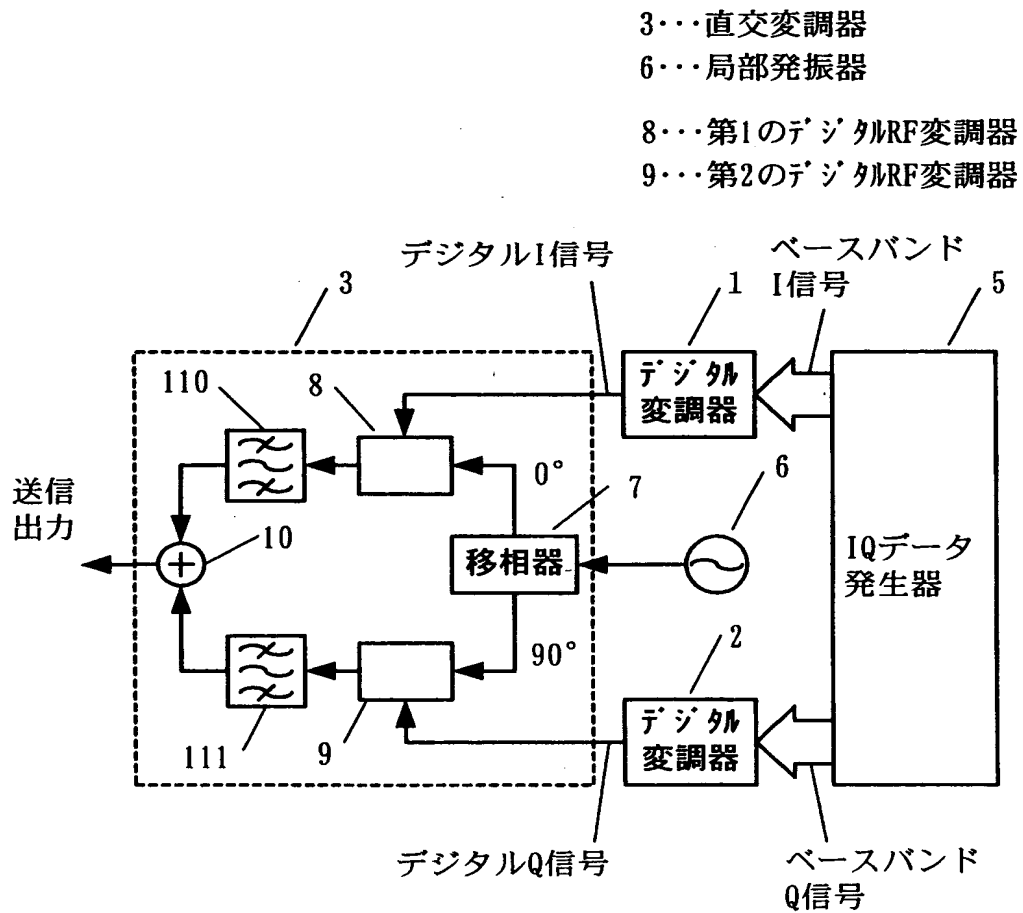 3・・・直交変調器
6・・・局部発振器
8・・・第1のデジタルRF変調器
9・・・第2のデジタルRF変調器
デジタルI信号
ベースバンド
I信号
3
1
5
110
8
デジタル
変調器
0°
7
6
送信
出力
10
移相器
IQデータ
発生器
90°
2
111
9
デジタル
変調器
デジタルQ信号
ベースバンド
Q信号